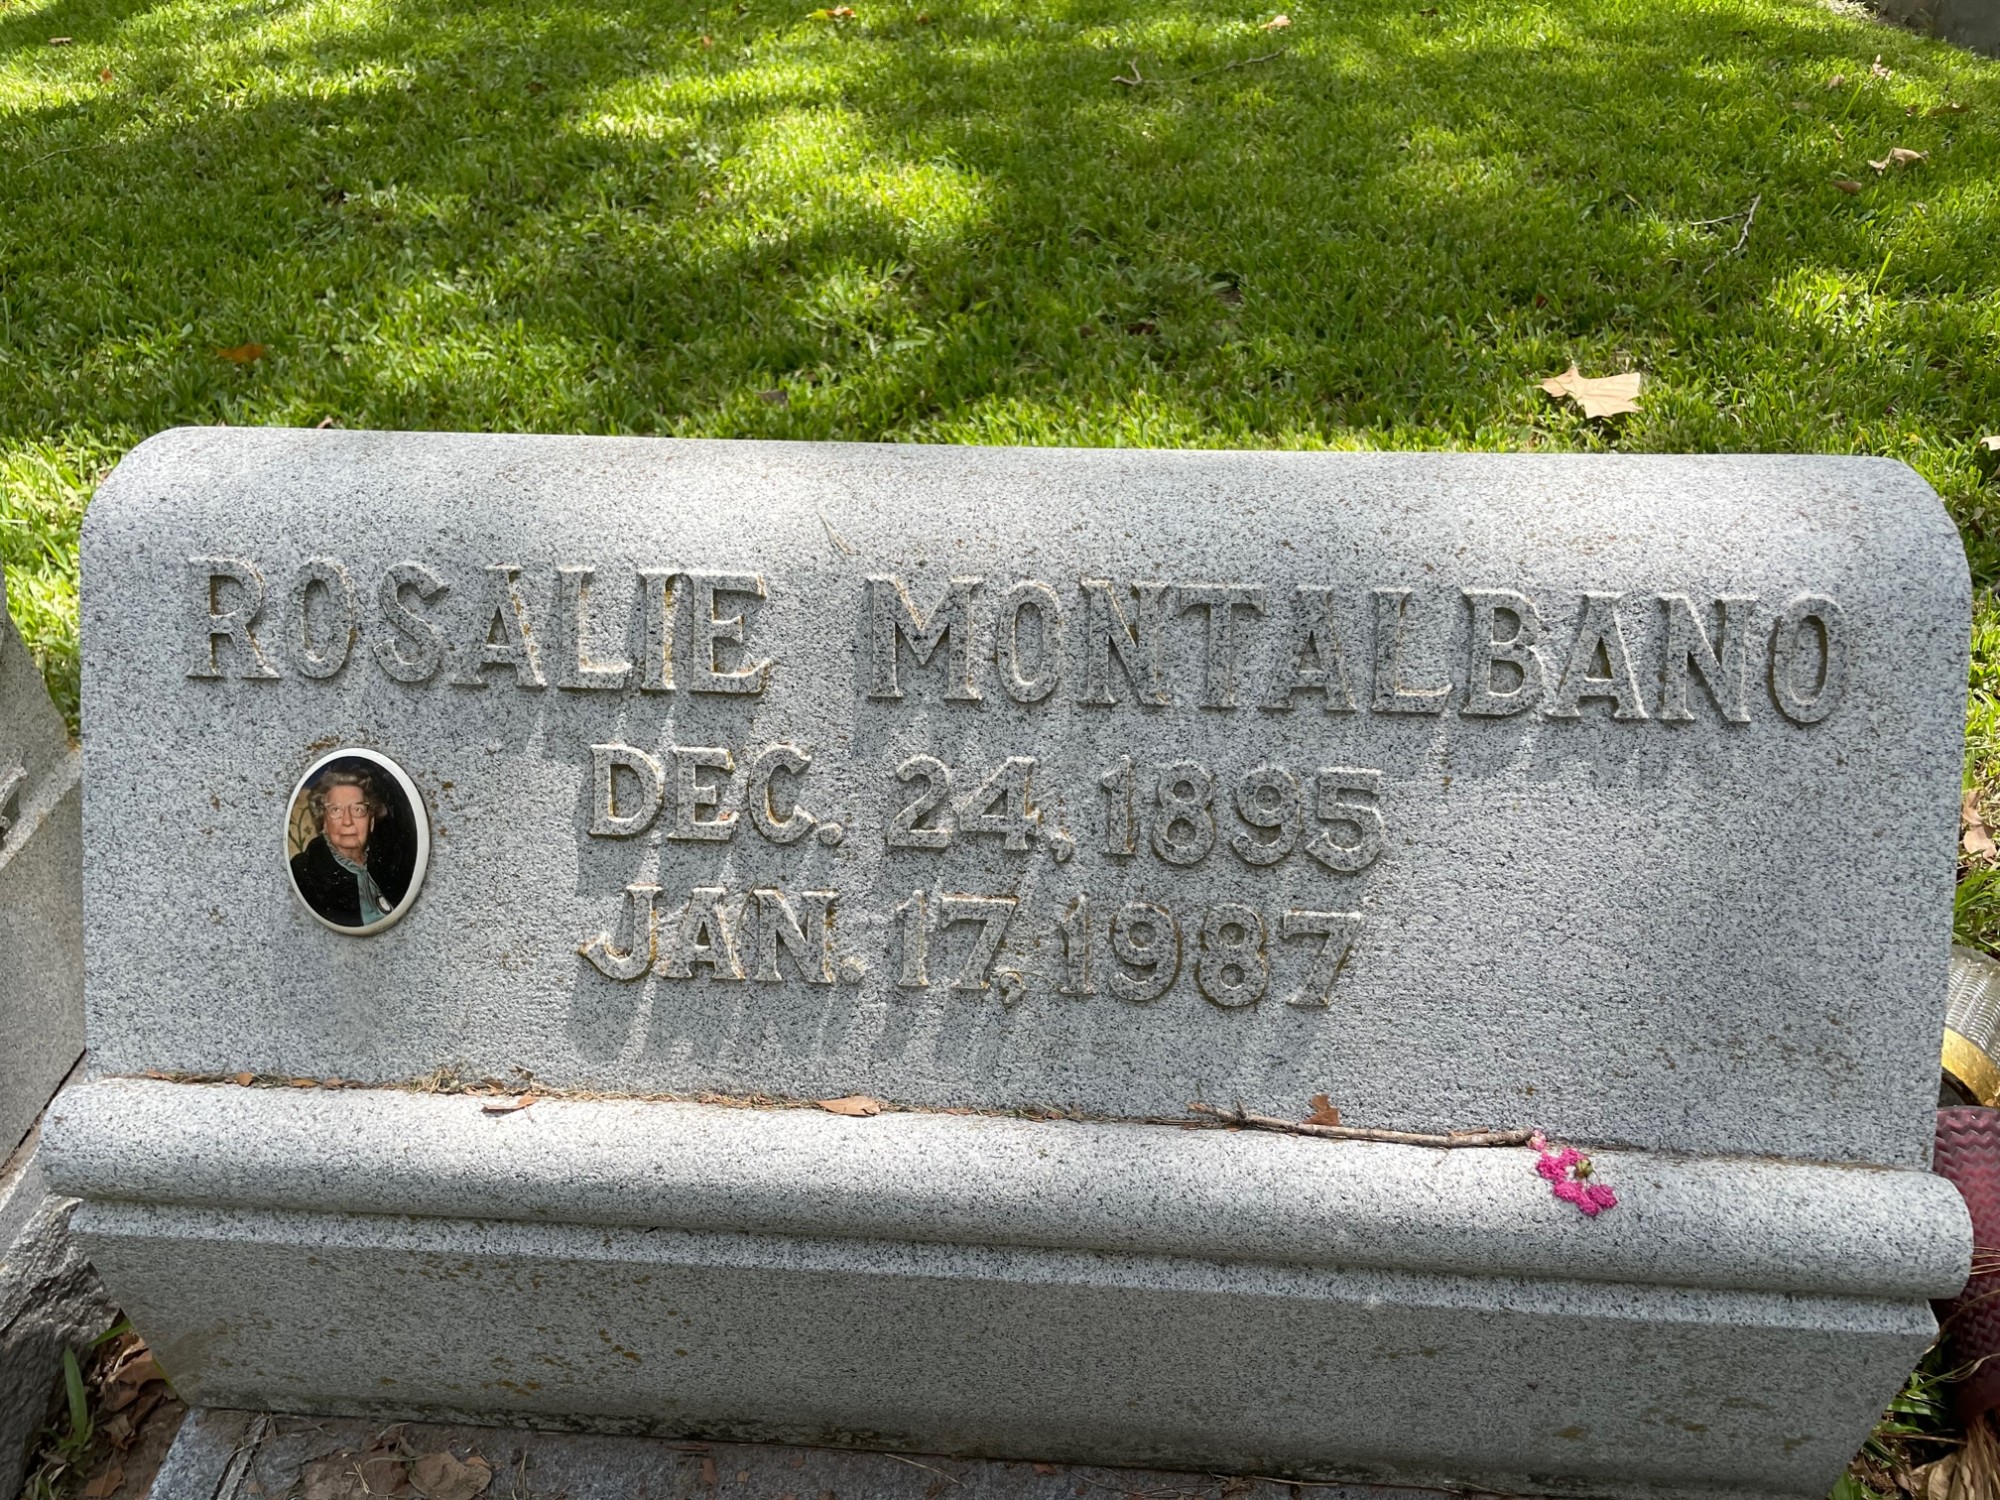 ROSALIE MONTALBANO
DEC. 24, 1895
JAN. 17, 1987